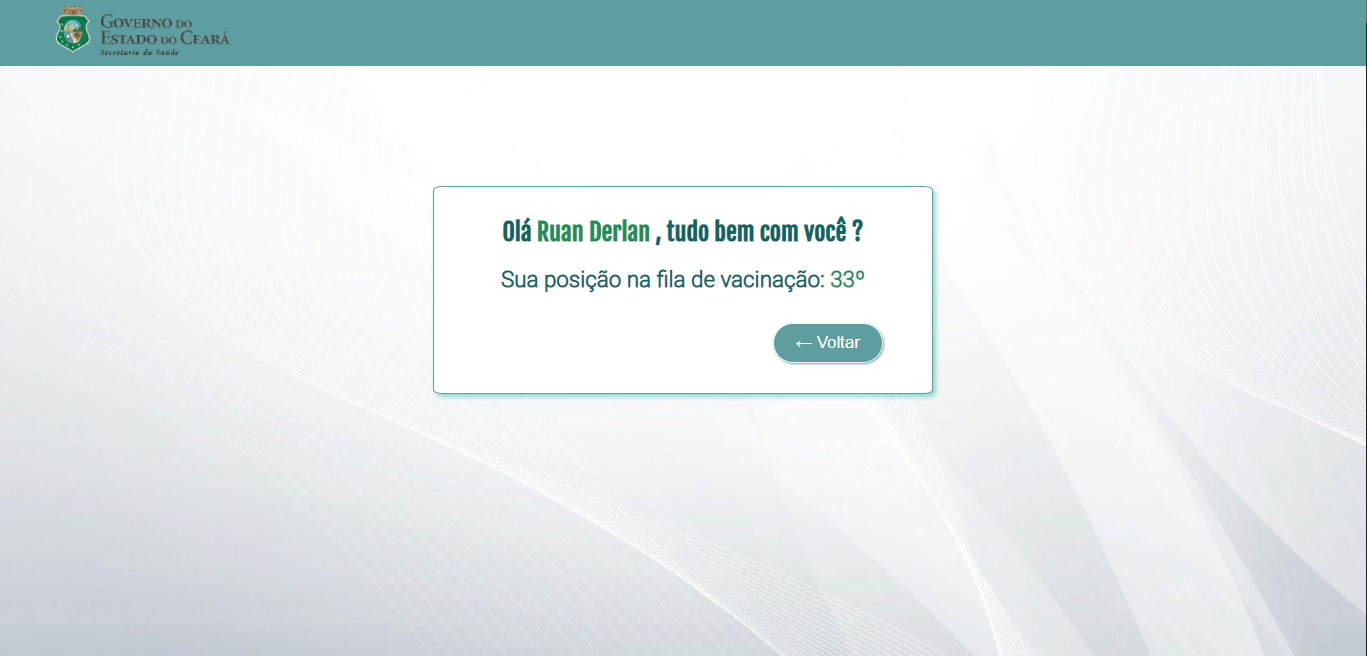 GOVERNO DO
ESTADO DO CEARÁ
Secretaria da Saúde
Olá Ruan Derlan , tudo bem com você ?
Sua posição na fila de vacinação: 33º
← Voltar